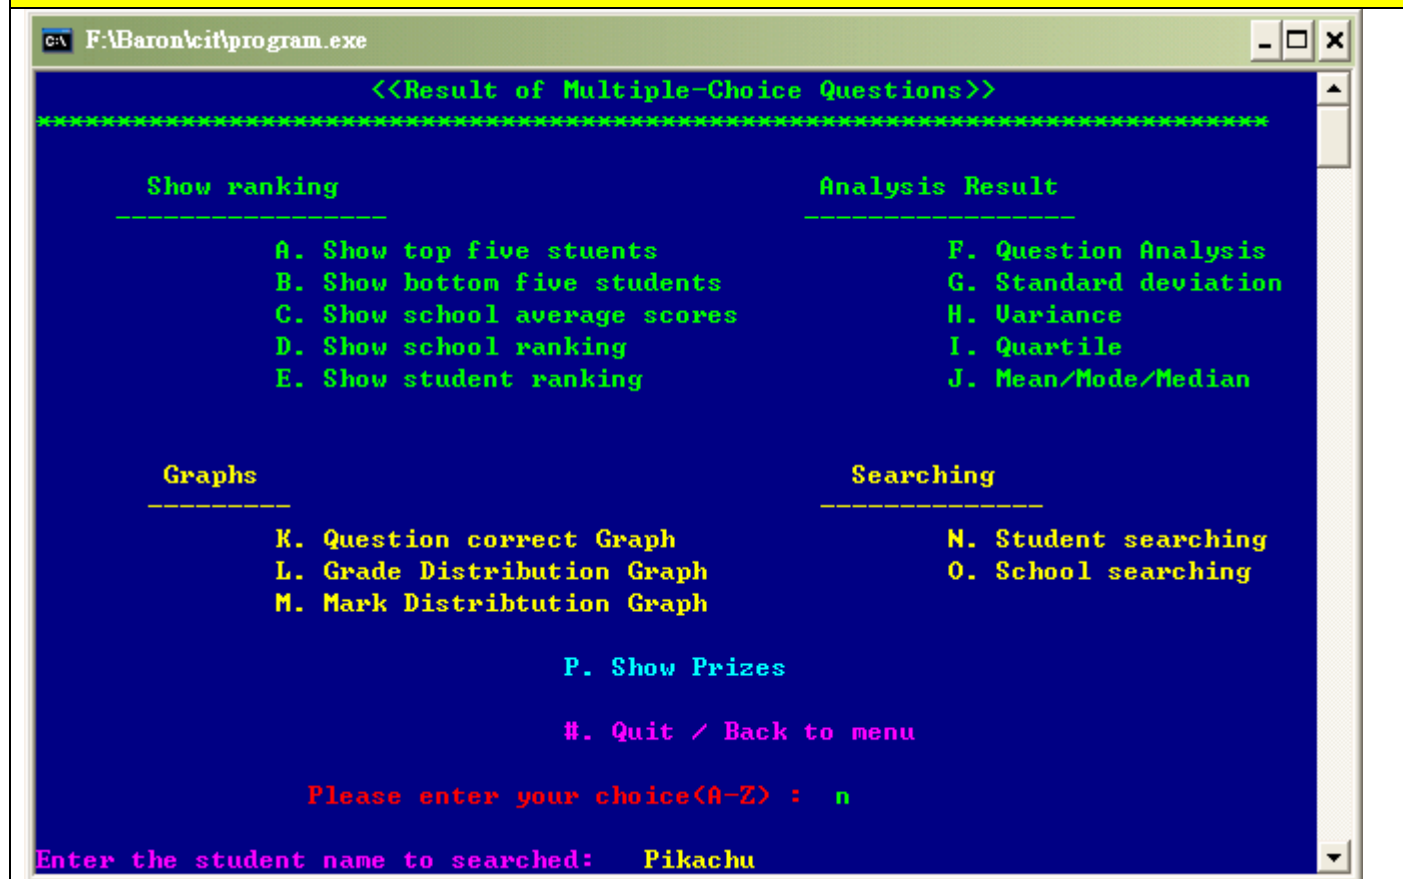 F:\Baron\cit\program.exe
<<Result of Multiple-Choice Questions>>
*****************************************************************************
Show ranking Analysis Result
----------------- -----------------
A. Show top five stuents F. Question Analysis
B. Show bottom five students G. Standard deviation
C. Show school average scores H. Variance
D. Show school ranking I. Quartile
E. Show student ranking J. Mean/Mode/Median
Graphs Searching
--------- --------------
K. Question correct Graph N. Student searching
L. Grade Distribution Graph O. School searching
M. Mark Distribtution Graph
P. Show Prizes
#. Quit / Back to menu
Please enter your choice(A-Z) : n
Enter the student name to searched: Pikachu